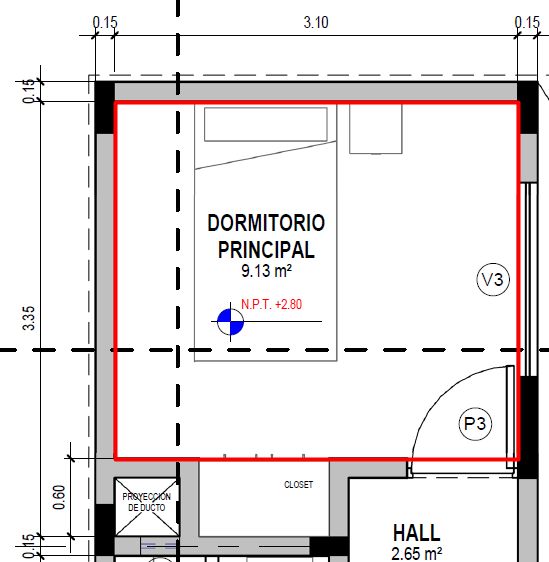 0.15 3.10 0.15
0.15
DORMITORIO
PRINCIPAL
9.13 m²
V3
N.P.T. +2.80
3.35
P3
CLOSET
0.60
PROYECCION
DE DUCTO
HALL
2.65 m²
0.15